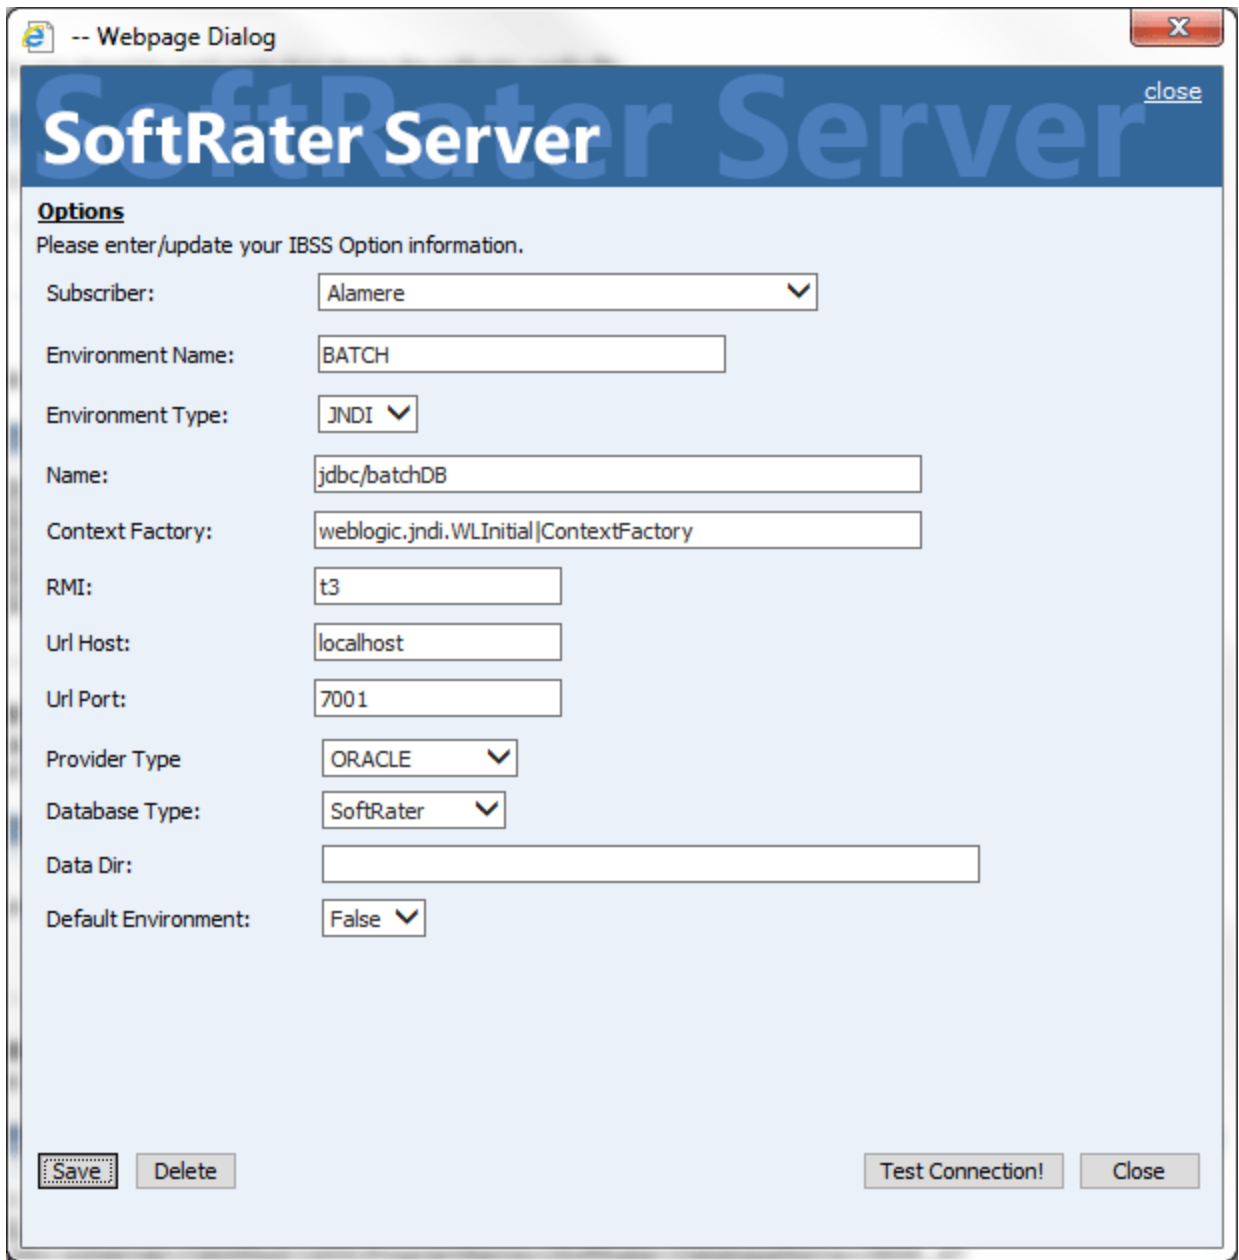 -- Webpage Dialog
X
SoftRater Server
close
SoftRater Server
Options
Please enter/update your IBSS Option information.
Subscriber: Alamere
Environment Name: BATCH
Environment Type: JNDI
Name: jdbc/batchDB
Context Factory: weblogic.jndi.WLInitial|ContextFactory
RMI: t3
Url Host: localhost
Url Port: 7001
Provider Type ORACLE
Database Type: SoftRater
Data Dir:
Default Environment: False
Save Delete Test Connection! Close